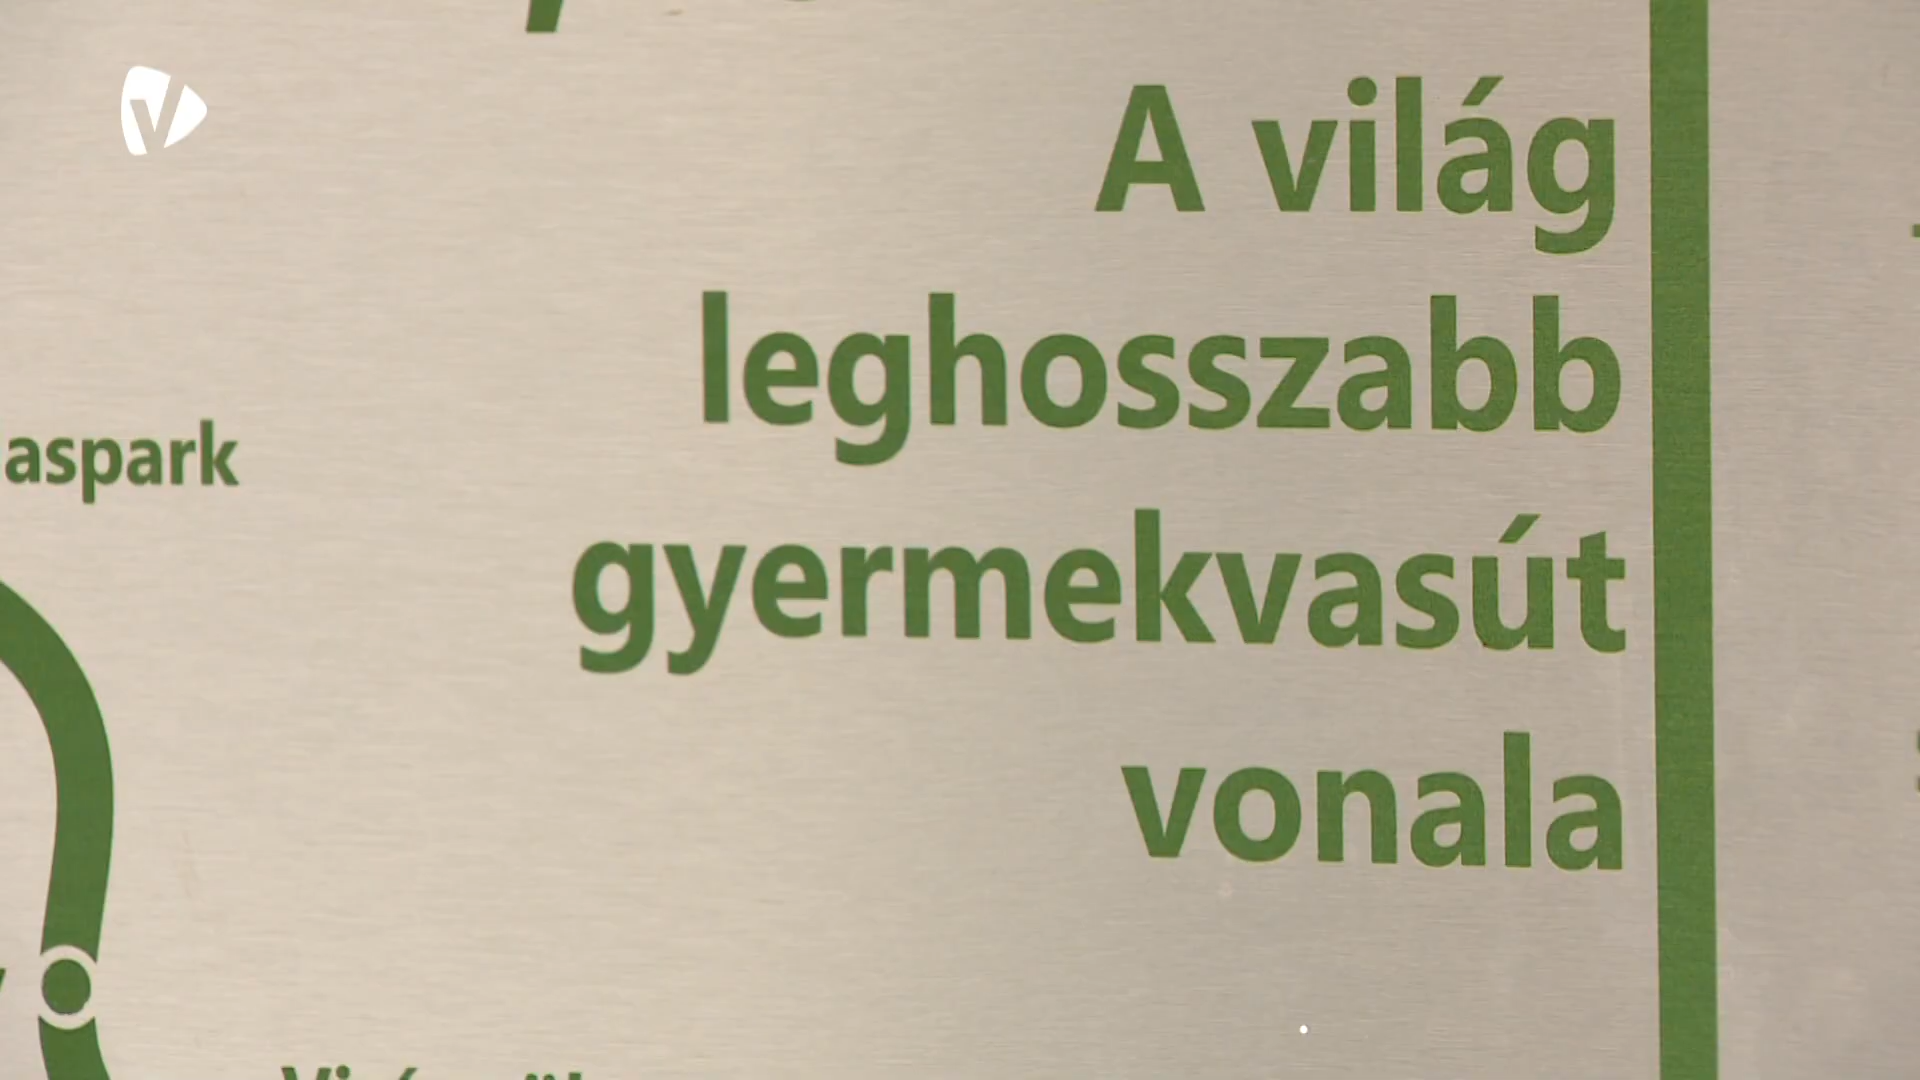 A világ
leghosszabb
aspark
gyermekvasút
vonala